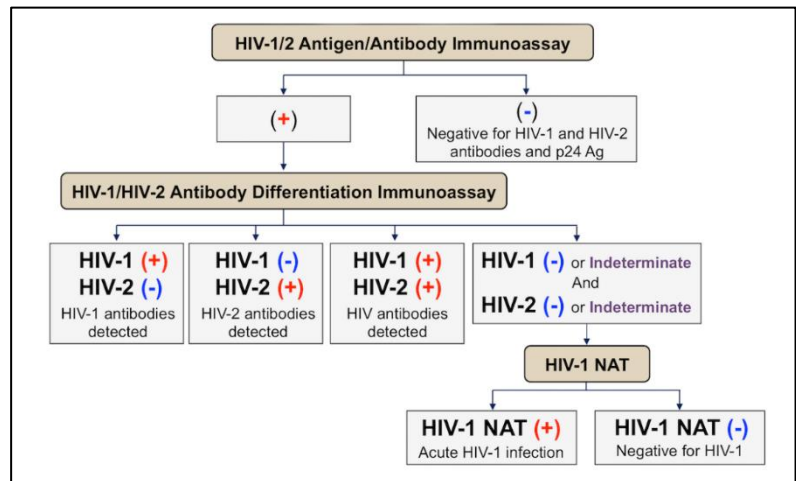 HIV-1/2 Antigen/Antibody Immunoassay
(+)
(-)
Negative for HIV-1 and HIV-2
antibodies and p24 Ag
HIV-1/HIV-2 Antibody Differentiation Immunoassay
HIV-1 (+)
HIV-2 (-)
HIV-1 antibodies
detected
HIV-1 (-)
HIV-2 (+)
HIV-2 antibodies
detected
HIV-1 (+)
HIV-2 (+)
HIV antibodies
detected
HIV-1 (-) or Indeterminate
And
HIV-2 (-) or Indeterminate
HIV-1 NAT
HIV-1 NAT (+)
Acute HIV-1 infection
HIV-1 NAT (-)
Negative for HIV-1